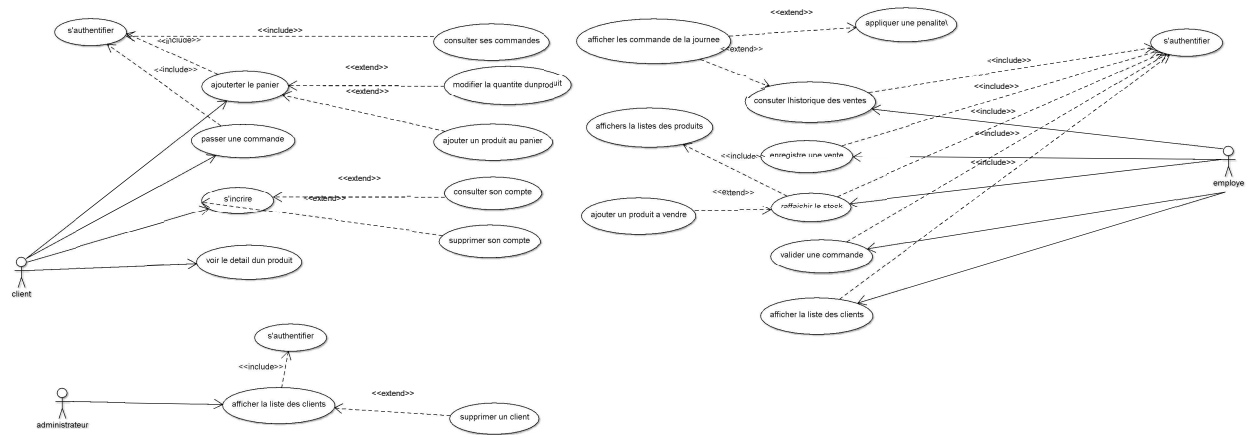 s'authentifier
<<include>>
consulter ses commandes
<<include>>
<<include>>
ajouterter le panier
<<extend>>
modifier la quantite dunproduit
<<extend>>
passer une commande
ajouter un produit au panier
<<extend>>
consulter son compte
s'incrire
<<extend>>
supprimer son compte
voir le detail dun produit
client
s'authentifier
<<include>>
<<extend>>
afficher la liste des clients
supprimer un client
administrateur
<<extend>>
appliquer une penalite\
afficher les commande de la journee
<<extend>>
s'authentifier
<<include>>
consuter lhistorique des ventes
<<include>>
affichers la listes des produits
<<include>>
<<include>>
enregistre une vente
<<include>>
employe
<<extend>>
raffaichir le stock
ajouter un produit a vendre
valider une commande
afficher la liste des clients